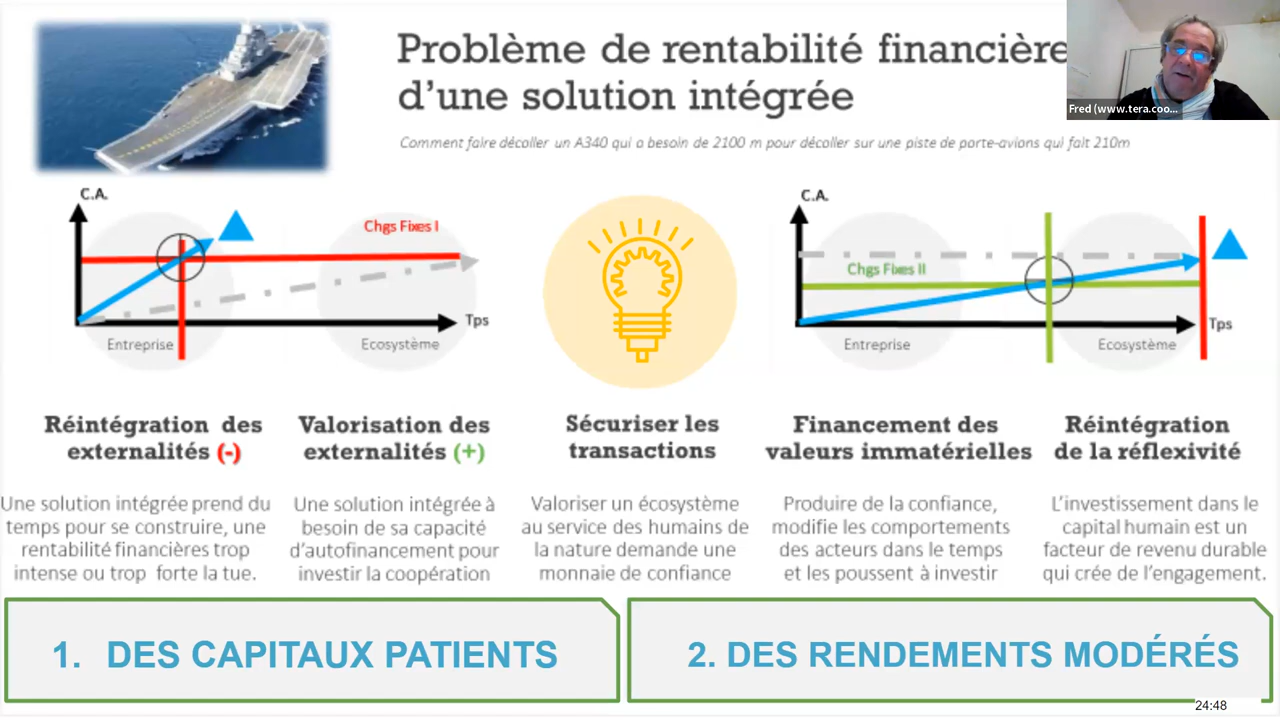 Problème de rentabilité financière
d'une solution intégrée
Comment faire décoller un A340 qui a besoin de 2100 m pour décoller sur une piste de porte-avions qui fait 210m
Fred (www.tera.coo...
C.A.
Chgs Fixes I
Tps
Entreprise
Ecosystème
C.A.
Chgs Fixes II
Tps
Entreprise
Ecosystème
Réintégration des
externalités (-)
Une solution intégrée prend du
temps pour se construire, une
rentabilité financières trop
intense ou trop forte la tue.
Valorisation des
externalités (+)
Une solution intégrée à
besoin de sa capacité
d'autofinancement pour
investir la coopération
Sécuriser les
transactions
Valoriser un écosystème
au service des humains de
la nature demande une
monnaie de confiance
Financement des
valeurs immatérielles
Produire de la confiance,
modifie les comportements
des acteurs dans le temps
et les poussent à investir
Réintégration
de la réflexivité
L'investissement dans le
capital humain est un
facteur de revenu durable
qui crée de l'engagement.
1. DES CAPITAUX PATIENTS
2. DES RENDEMENTS MODÉRÉS
24:48